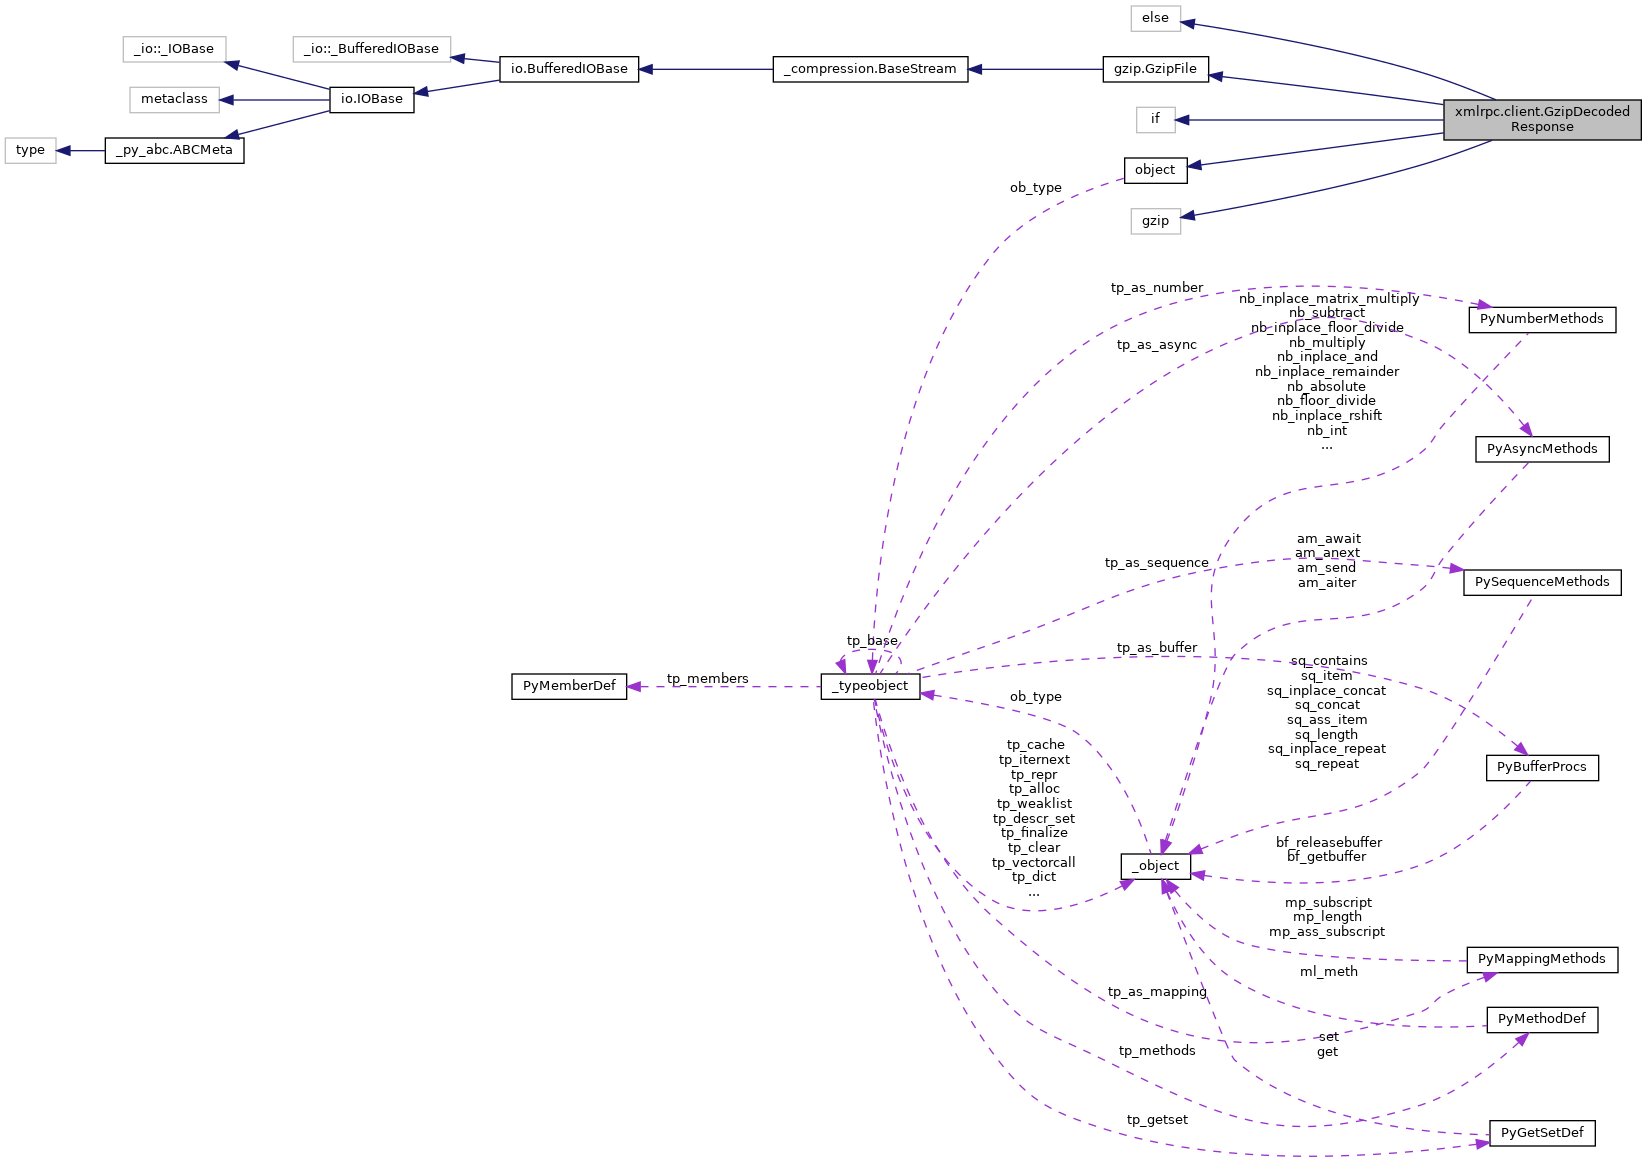 else
_io::_IOBase
_io::_BufferedIOBase
io.BufferedIOBase
_compression.BaseStream
gzip.GzipFile
metaclass
io.IOBase
xmlrpc.client.GzipDecoded
Response
if
type
_py_abc.ABCMeta
object
ob_type
gzip
tp_as_number
nb_inplace_matrix_multiply
nb_subtract
nb_inplace_floor_divide
nb_multiply
nb_inplace_and
nb_inplace_remainder
nb_absolute
nb_floor_divide
nb_inplace_rshift
nb_int
...
PyNumberMethods
tp_as_async
PyAsyncMethods
am_await
am_anext
am_send
am_aiter
tp_as_sequence
PySequenceMethods
tp_base
tp_as_buffer
sq_contains
sq_item
sq_inplace_concat
sq_concat
sq_ass_item
sq_length
sq_inplace_repeat
sq_repeat
PyMemberDef
tp_members
_typeobject
ob_type
tp_cache
tp_iternext
tp_repr
tp_alloc
tp_weaklist
tp_descr_set
tp_finalize
tp_clear
tp_vectorcall
tp_dict
...
PyBufferProcs
bf_releasebuffer
bf_getbuffer
_object
mp_subscript
mp_length
mp_ass_subscript
PyMappingMethods
ml_meth
tp_as_mapping
PyMethodDef
set
get
tp_methods
tp_getset
PyGetSetDef